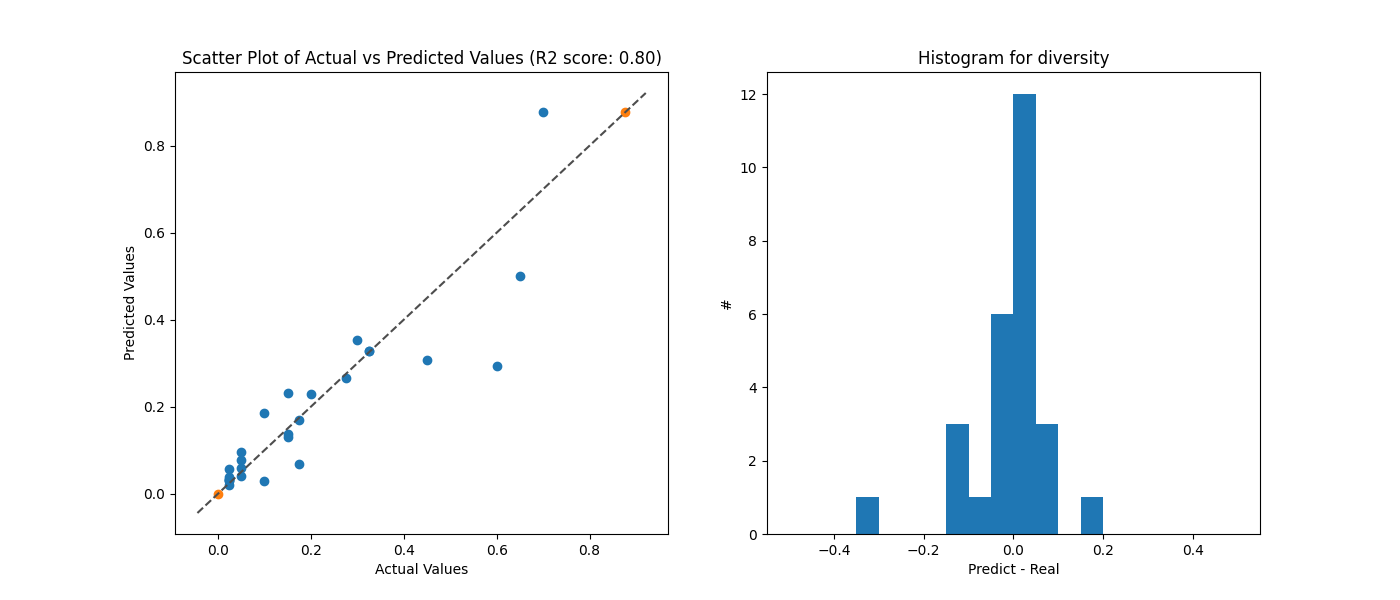 Scatter Plot of Actual vs Predicted Values (R2 score: 0.80)
Predicted Values
0.8
0.6
0.4
0.2
0.0
0.0 0.2 0.4 0.6 0.8
Actual Values
Histogram for diversity
#
12
10
8
6
4
2
0
−0.4 −0.2 0.0 0.2 0.4
Predict - Real